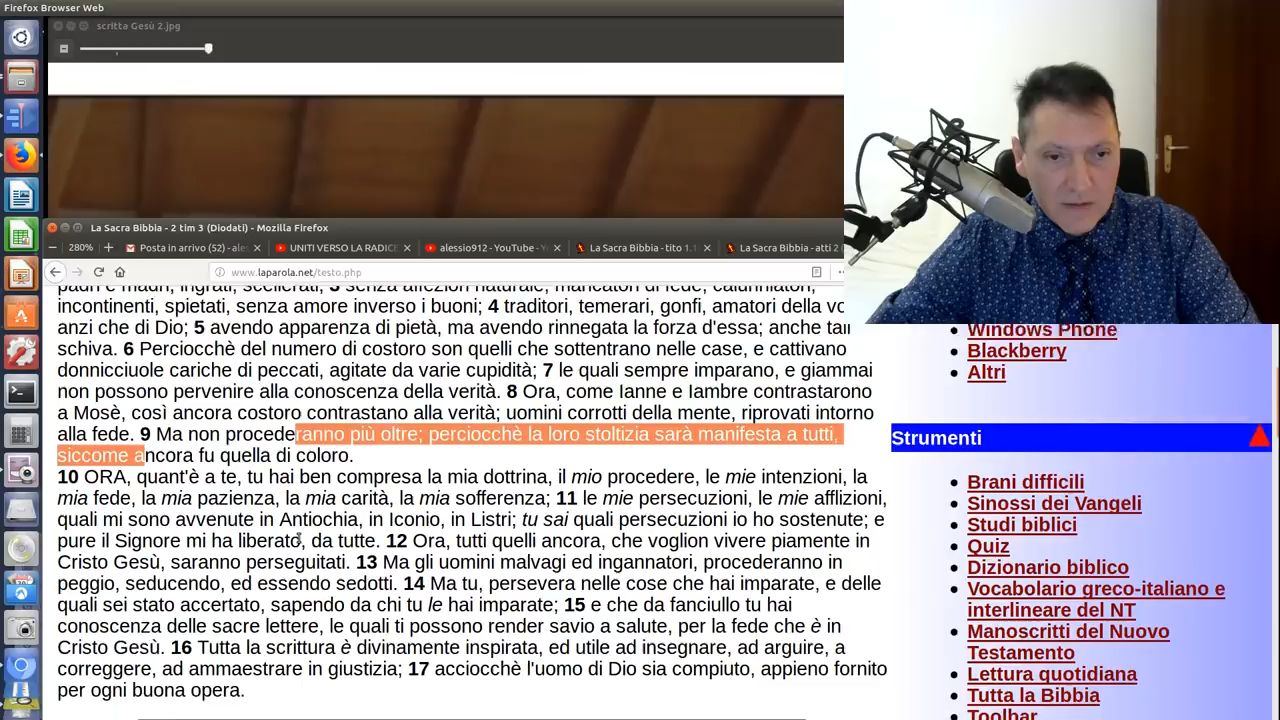 Firefox Browser Web
scritta Gesù 2.jpg
La Sacra Bibbia - 2 tim 3 (Diodati) - Mozilla Firefox
280%
Posta in arrivo (52) - ale
UNITI VERSO LA RADICE
alessio912 - YouTube
La Sacra Bibbia - tito 1.1
La Sacra Bibbia - atti 2
www.laparola.net/testo.php
padri e madri, ingrati, scellerati; 3 senza affezion naturale, mancatori di fede, calunniatori,
incontinenti, spietati, senza amore inverso i buoni; 4 traditori, temerari, gonfi, amatori della vo
anzi che di Dio; 5 avendo apparenza di pietà, ma avendo rinnegata la forza d'essa; anche tali
schiva. 6 Perciocchè del numero di costoro son quelli che sottentrano nelle case, e cattivano
donnicciuole cariche di peccati, agitate da varie cupidità; 7 le quali sempre imparano, e giammai
non possono pervenire alla conoscenza della verità. 8 Ora, come Ianne e Iambre contrastarono
a Mosè, così ancora costoro contrastano alla verità; uomini corrotti della mente, riprovati intorno
alla fede. 9 Ma non procederanno più oltre; perciocchè la loro stoltizia sarà manifesta a tutti,
siccome ancora fu quella di coloro.
10 ORA, quant'è a te, tu hai ben compresa la mia dottrina, il mio procedere, le mie intenzioni, la
mia fede, la mia pazienza, la mia carità, la mia sofferenza; 11 le mie persecuzioni, le mie afflizioni,
quali mi sono avvenute in Antiochia, in Iconio, in Listri; tu sai quali persecuzioni io ho sostenute; e
pure il Signore mi ha liberato, da tutte. 12 Ora, tutti quelli ancora, che voglion vivere piamente in
Cristo Gesù, saranno perseguitati. 13 Ma gli uomini malvagi ed ingannatori, procederanno in
peggio, seducendo, ed essendo sedotti. 14 Ma tu, persevera nelle cose che hai imparate, e delle
quali sei stato accertato, sapendo da chi tu le hai imparate; 15 e che da fanciullo tu hai
conoscenza delle sacre lettere, le quali ti possono render savio a salute, per la fede che è in
Cristo Gesù. 16 Tutta la scrittura è divinamente inspirata, ed utile ad insegnare, ad arguire, a
correggere, ad ammaestrare in giustizia; 17 acciocchè l'uomo di Dio sia compiuto, appieno fornito
per ogni buona opera.
Windows Phone
Blackberry
Altri
Strumenti
Brani difficili
Sinossi dei Vangeli
Studi biblici
Quiz
Dizionario biblico
Vocabolario greco-italiano e
interlineare del NT
Manoscritti del Nuovo
Testamento
Lettura quotidiana
Tutta la Bibbia
Toolbar